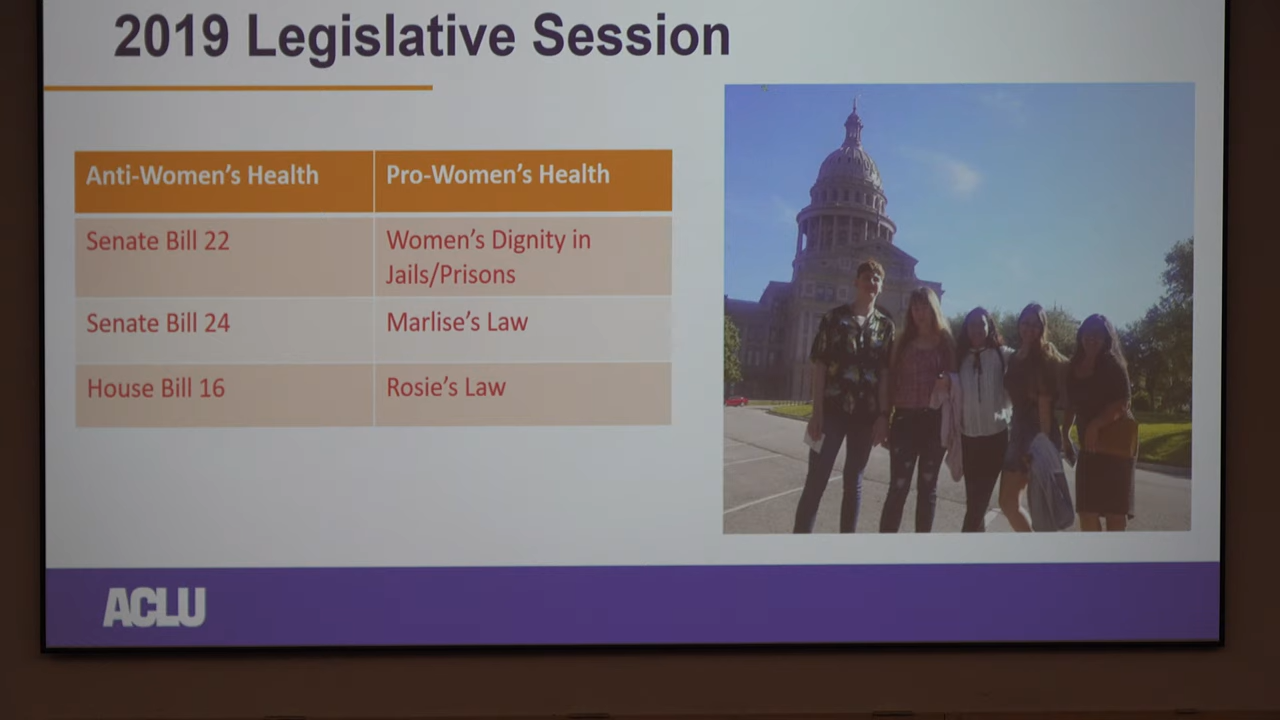 2019 Legislative Session
Anti-Women's Health
Pro-Women's Health
Senate Bill 22
Women's Dignity in
Jails/Prisons
Senate Bill 24
Marlise's Law
House Bill 16
Rosie's Law
ACLU